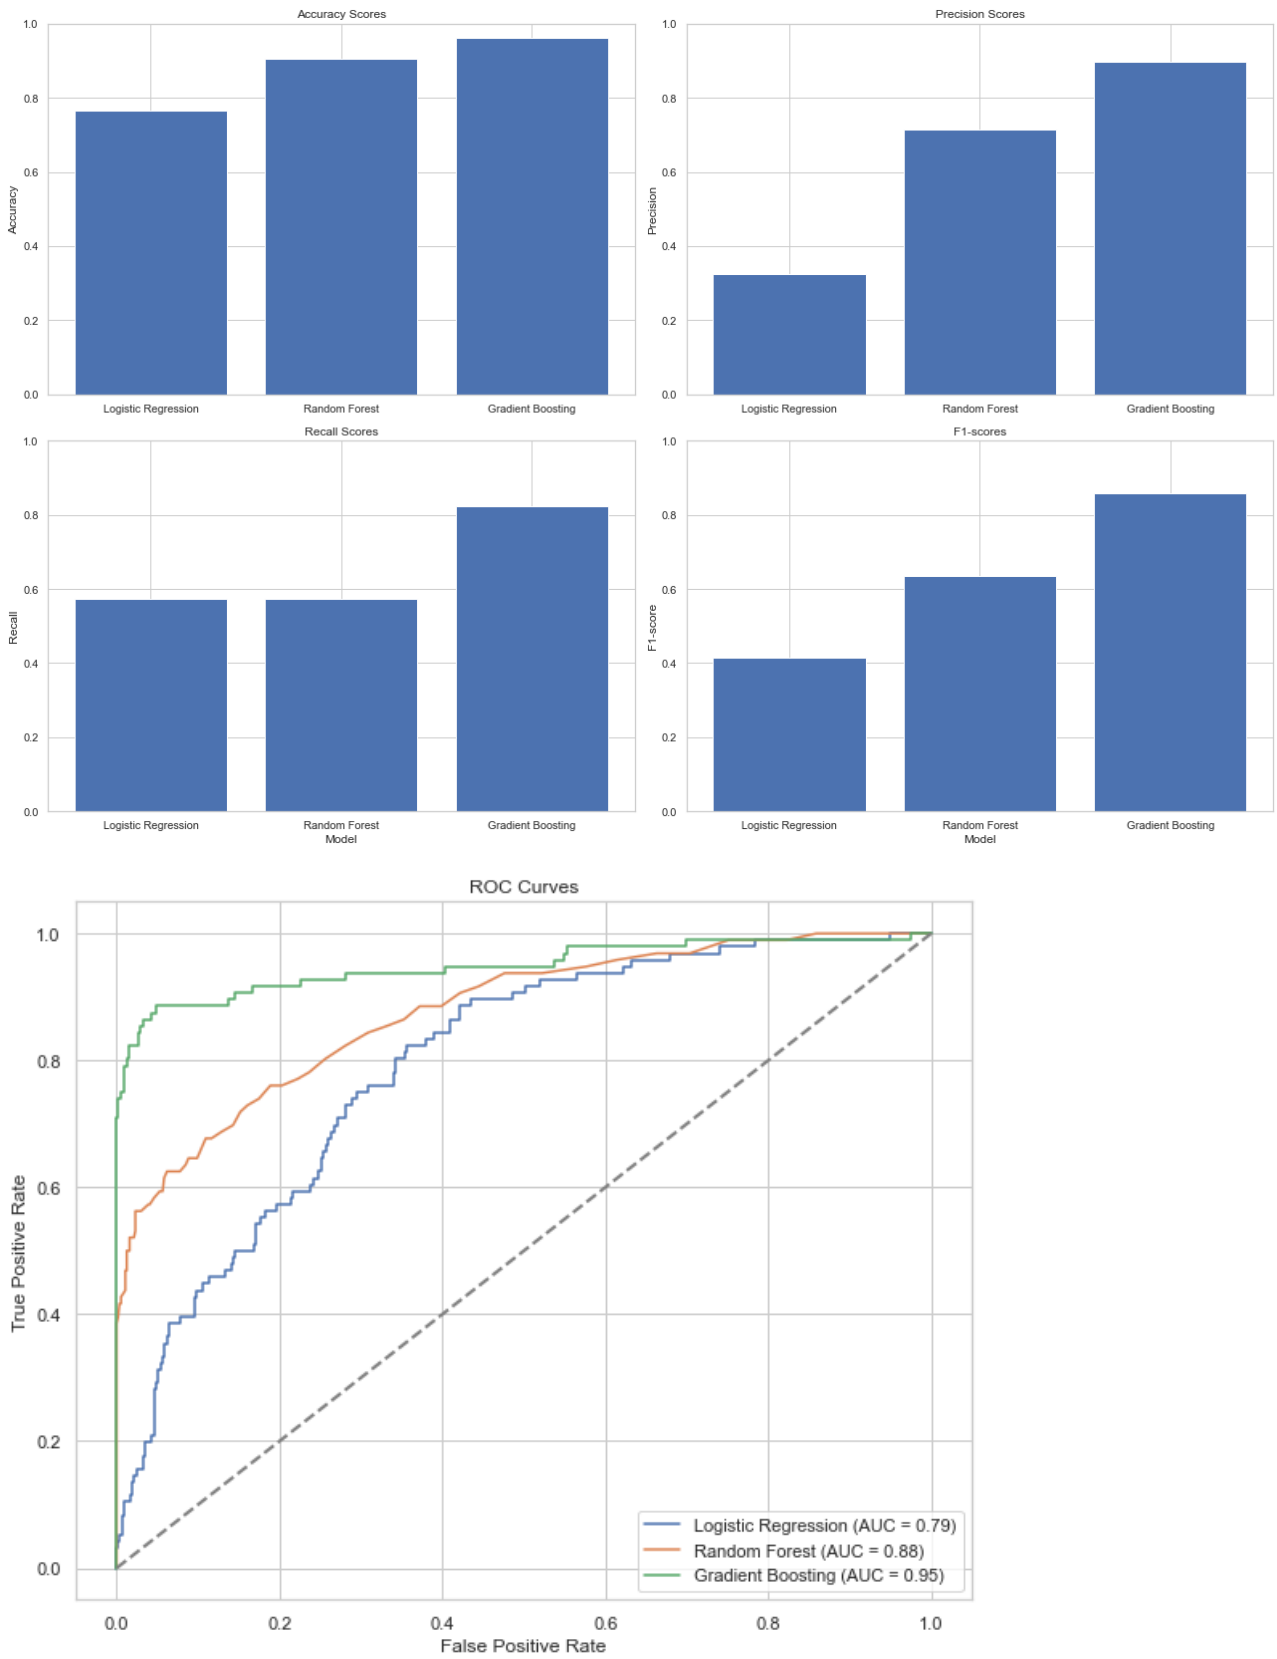 Accuracy Scores
Accuracy
1.0
0.8
0.6
0.4
0.2
0.0
Logistic Regression Random Forest Gradient Boosting
Precision Scores
Precision
1.0
0.8
0.6
0.4
0.2
0.0
Logistic Regression Random Forest Gradient Boosting
Recall Scores
Recall
1.0
0.8
0.6
0.4
0.2
0.0
Logistic Regression Random Forest Gradient Boosting
Model
F1-scores
F1-score
1.0
0.8
0.6
0.4
0.2
0.0
Logistic Regression Random Forest Gradient Boosting
Model
ROC Curves
True Positive Rate
1.0
0.8
0.6
0.4
0.2
0.0
Logistic Regression (AUC = 0.79)
Random Forest (AUC = 0.88)
Gradient Boosting (AUC = 0.95)
0.0 0.2 0.4 0.6 0.8 1.0
False Positive Rate